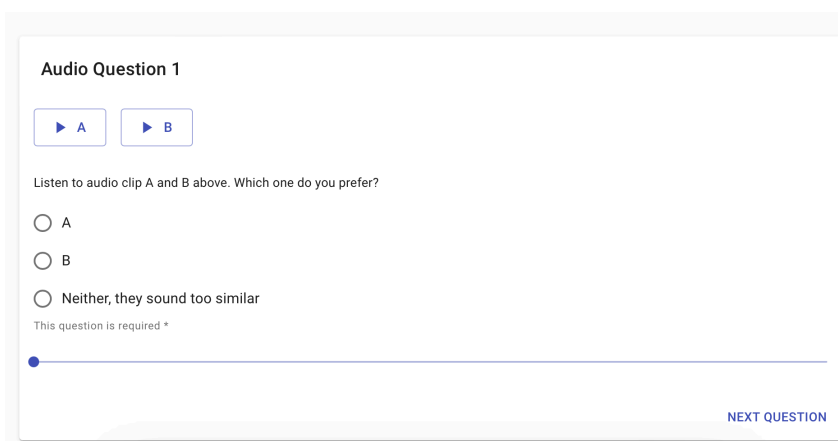 Audio Question 1
A B
Listen to audio clip A and B above. Which one do you prefer?
A
B
Neither, they sound too similar
This question is required *
NEXT QUESTION